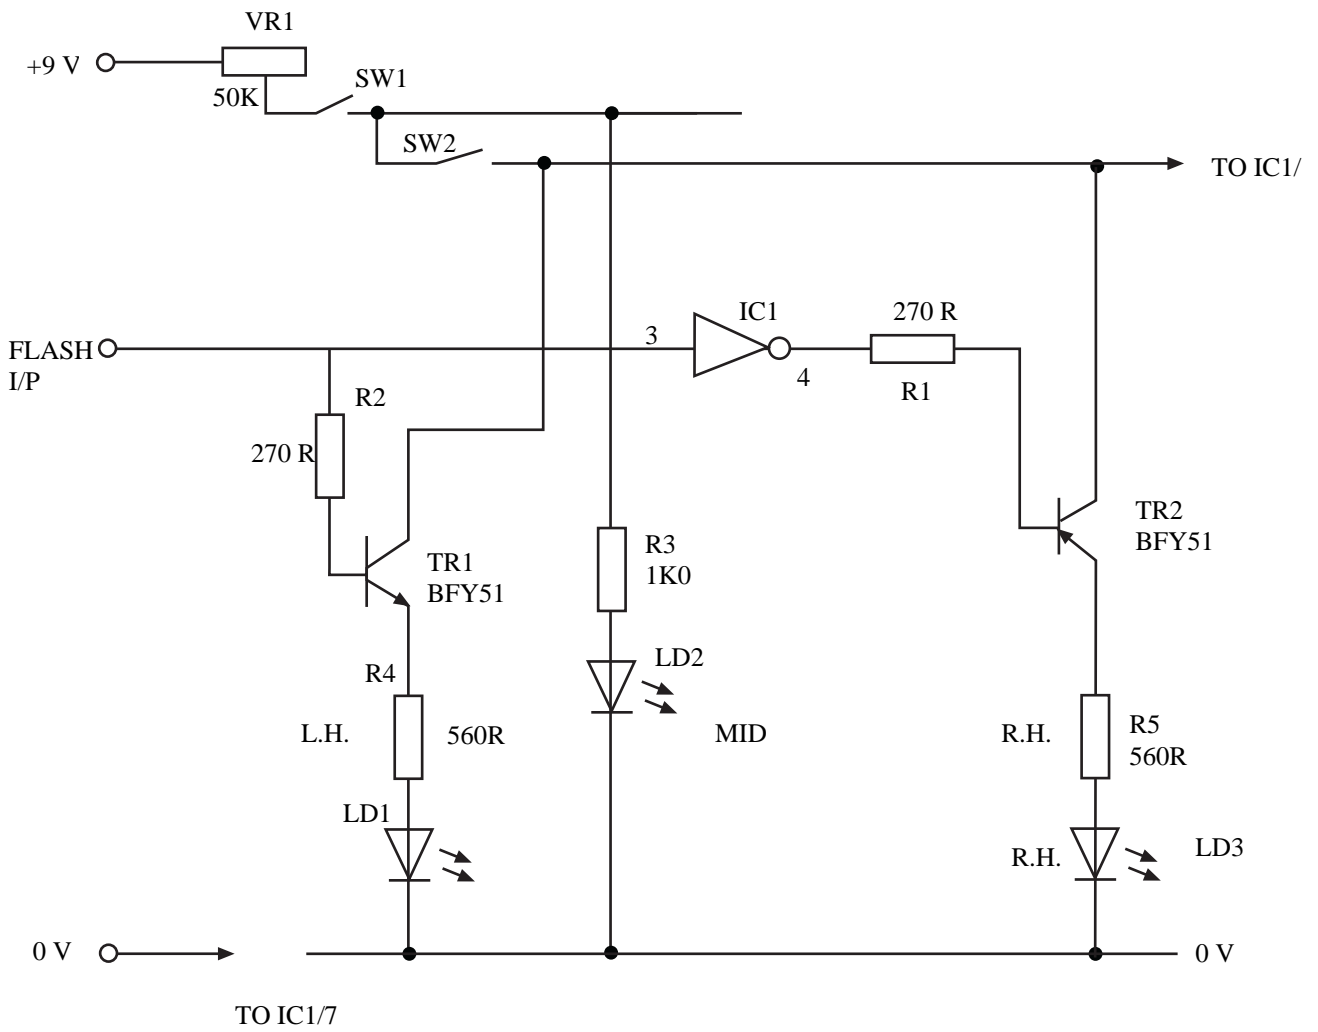 VR1
+9 V
50K
SW1
SW2
TO IC1/
FLASH
I/P
3
IC1
4
270 R
R1
R2
270 R
TR1
BFY51
R3
1K0
TR2
BFY51
R4
L.H.
560R
LD2
MID
R.H.
R5
560R
LD1
R.H.
LD3
0 V
0 V
TO IC1/7